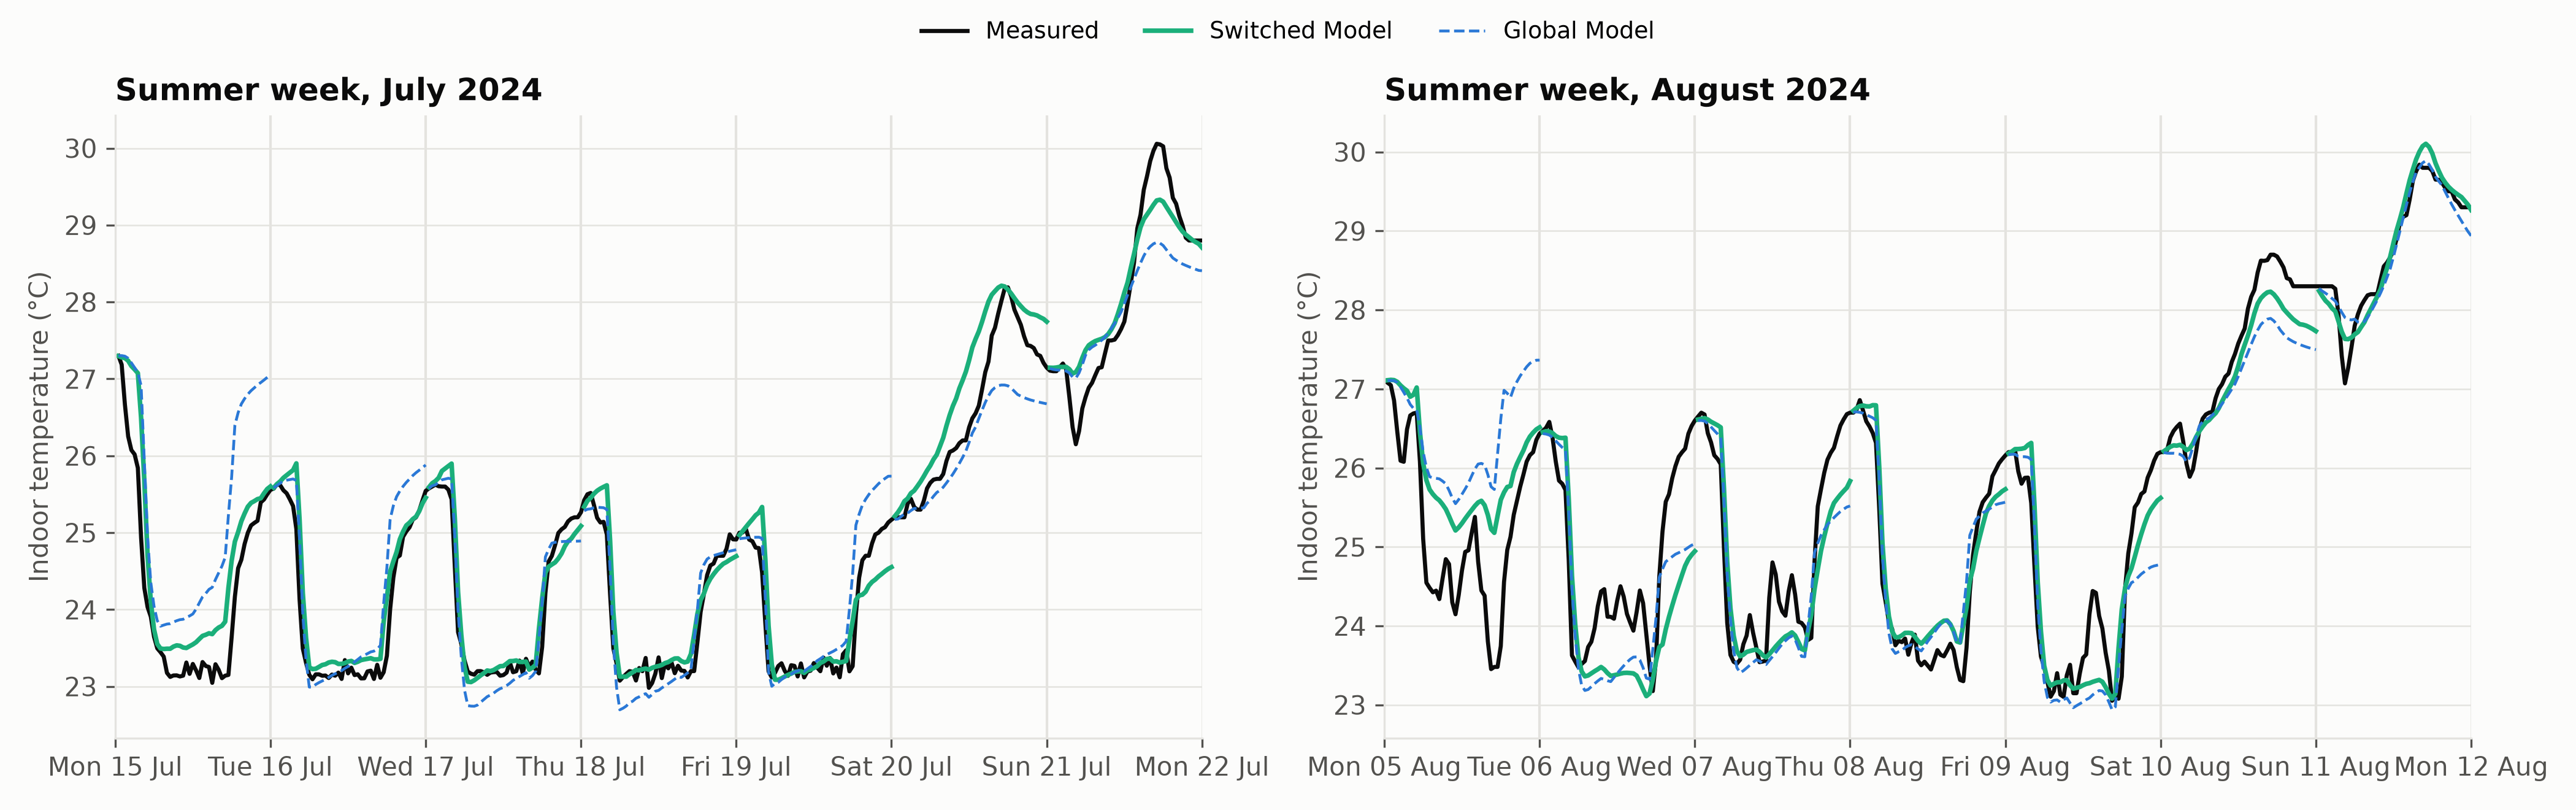 Measured Switched Model Global Model
Summer week, July 2024
Indoor temperature (°C)
30
29
28
27
26
25
24
23
Mon 15 Jul Tue 16 Jul Wed 17 Jul Thu 18 Jul Fri 19 Jul Sat 20 Jul Sun 21 Jul Mon 22 Jul
Summer week, August 2024
Indoor temperature (°C)
30
29
28
27
26
25
24
23
Mon 05 Aug Tue 06 Aug Wed 07 Aug Thu 08 Aug Fri 09 Aug Sat 10 Aug Sun 11 Aug Mon 12 Aug